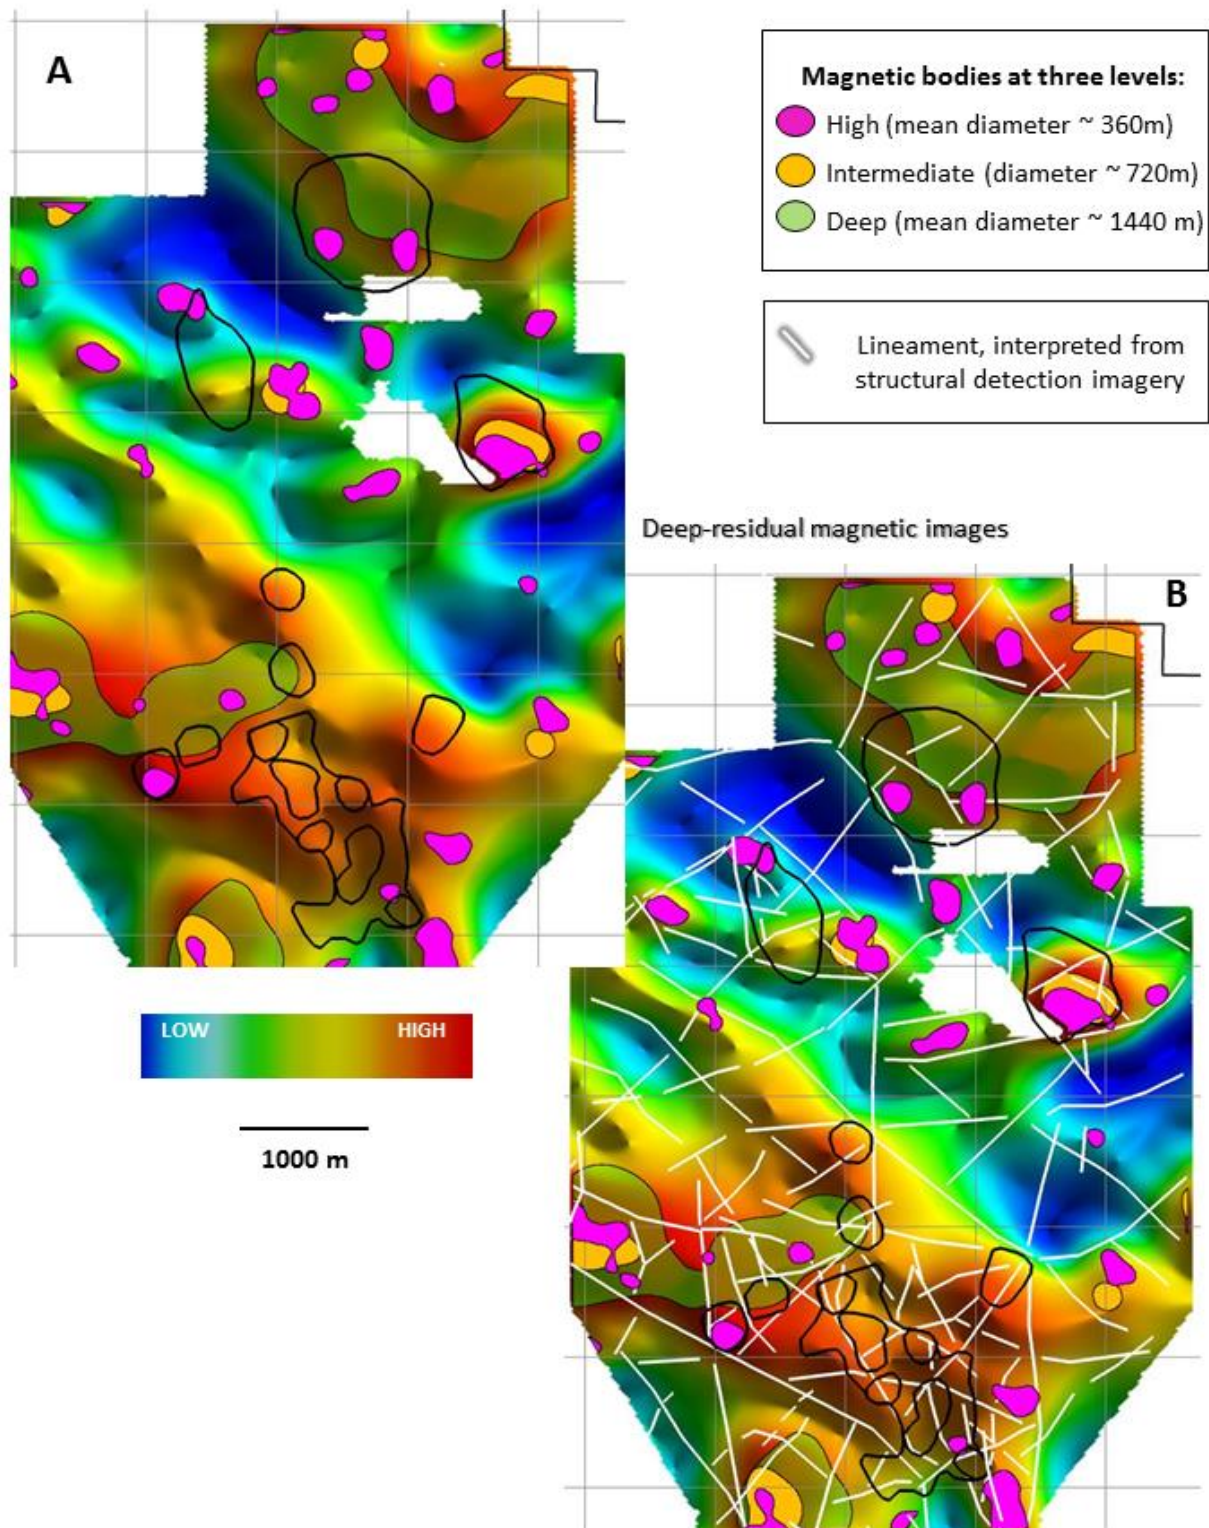 A
Magnetic bodies at three levels:
High (mean diameter ~ 360m)
Intermediate (diameter ~ 720m)
Deep (mean diameter ~ 1440 m)
Lineament, interpreted from
structural detection imagery
Deep-residual magnetic images
B
LOW HIGH
1000 m